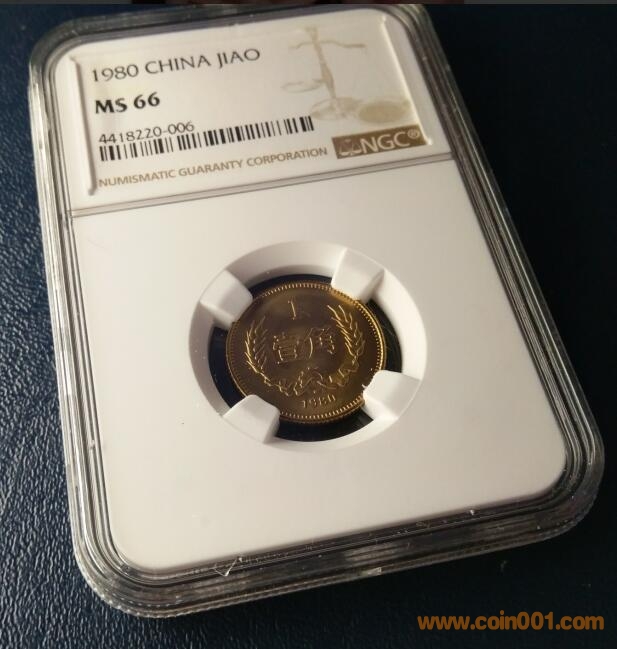 1980 CHINA JIAO
MS 66
4418220-006
NUMISMATIC GUARANTY CORPORATION
NGC®
1
壹角
1980
www.coin001.com